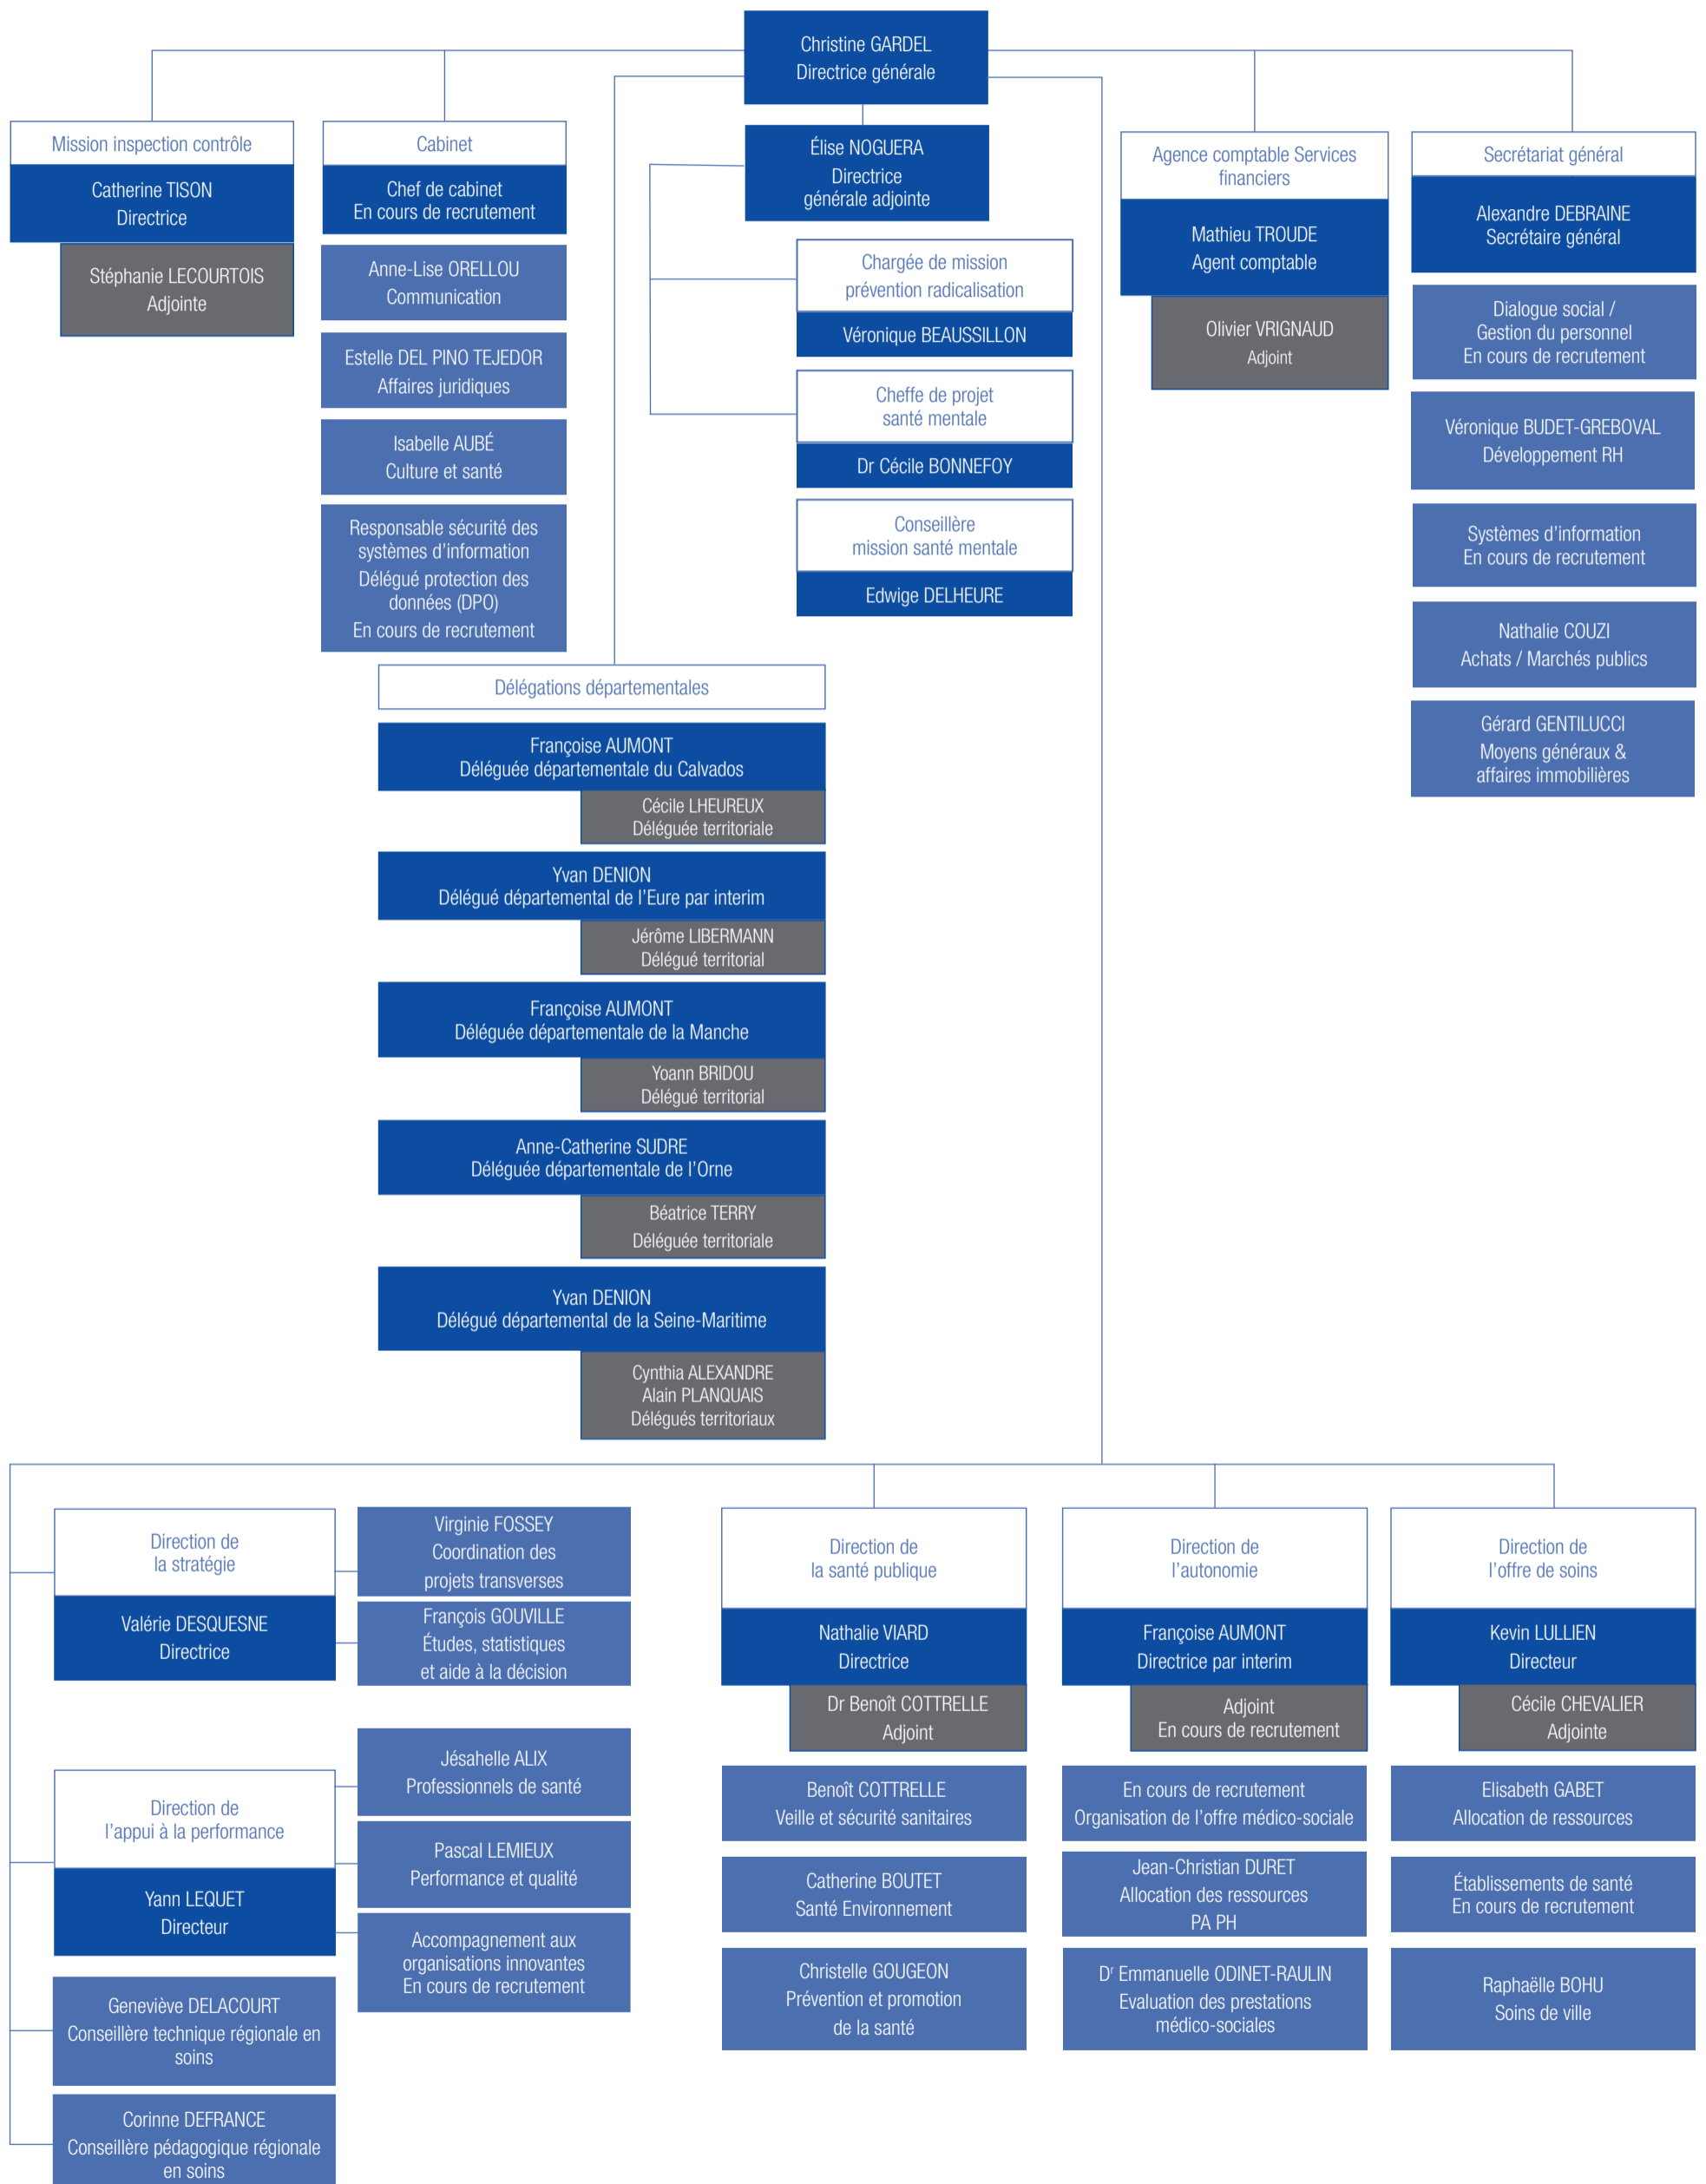 Christine GARDEL
Directrice générale
Mission inspection contrôle
Catherine TISON
Directrice
Stéphanie LECOURTOIS
Adjointe
Cabinet
Chef de cabinet
En cours de recrutement
Anne-Lise ORELLOU
Communication
Estelle DEL PINO TEJEDOR
Affaires juridiques
Isabelle AUBÉ
Culture et santé
Responsable sécurité des
systèmes d'information
Délégué protection des
données (DPO)
En cours de recrutement
Élise NOGUERA
Directrice
générale adjointe
Chargée de mission
prévention radicalisation
Véronique BEAUSSILLON
Cheffe de projet
santé mentale
Dr Cécile BONNEFOY
Conseillère
mission santé mentale
Edwige DELHEURE
Agence comptable Services
financiers
Mathieu TROUDE
Agent comptable
Olivier VRIGNAUD
Adjoint
Secrétariat général
Alexandre DEBRAINE
Secrétaire général
Dialogue social /
Gestion du personnel
En cours de recrutement
Véronique BUDET-GREBOVAL
Développement RH
Systèmes d'information
En cours de recrutement
Nathalie COUZI
Achats / Marchés publics
Gérard GENTILUCCI
Moyens généraux &
affaires immobilières
Délégations départementales
Françoise AUMONT
Déléguée départementale du Calvados
Cécile LHEUREUX
Déléguée territoriale
Yvan DENION
Délégué départemental de l'Eure par interim
Jérôme LIBERMANN
Délégué territorial
Françoise AUMONT
Déléguée départementale de la Manche
Yoann BRIDOU
Délégué territorial
Anne-Catherine SUDRE
Déléguée départementale de l'Orne
Béatrice TERRY
Déléguée territoriale
Yvan DENION
Délégué départemental de la Seine-Maritime
Cynthia ALEXANDRE
Alain PLANQUAIS
Délégués territoriaux
Direction de
la stratégie
Valérie DESQUESNE
Directrice
Virginie FOSSEY
Coordination des
projets transverses
François GOUVILLE
Études, statistiques
et aide à la décision
Direction de
l'appui à la performance
Yann LEQUET
Directeur
Jésahelle ALIX
Professionnels de santé
Pascal LEMIEUX
Performance et qualité
Accompagnement aux
organisations innovantes
En cours de recrutement
Geneviève DELACOURT
Conseillère technique régionale en
soins
Corinne DEFRANCE
Conseillère pédagogique régionale
en soins
Direction de
la santé publique
Nathalie VIARD
Directrice
Dr Benoît COTTRELLE
Adjoint
Benoît COTTRELLE
Veille et sécurité sanitaires
Catherine BOUTET
Santé Environnement
Christelle GOUGEON
Prévention et promotion
de la santé
Direction de
l'autonomie
Françoise AUMONT
Directrice par interim
Adjoint
En cours de recrutement
En cours de recrutement
Organisation de l'offre médico-sociale
Jean-Christian DURET
Allocation des ressources
PA PH
Dr Emmanuelle ODINET-RAULIN
Evaluation des prestations
médico-sociales
Direction de
l'offre de soins
Kevin LULLIEN
Directeur
Cécile CHEVALIER
Adjointe
Elisabeth GABET
Allocation de ressources
Établissements de santé
En cours de recrutement
Raphaëlle BOHU
Soins de ville